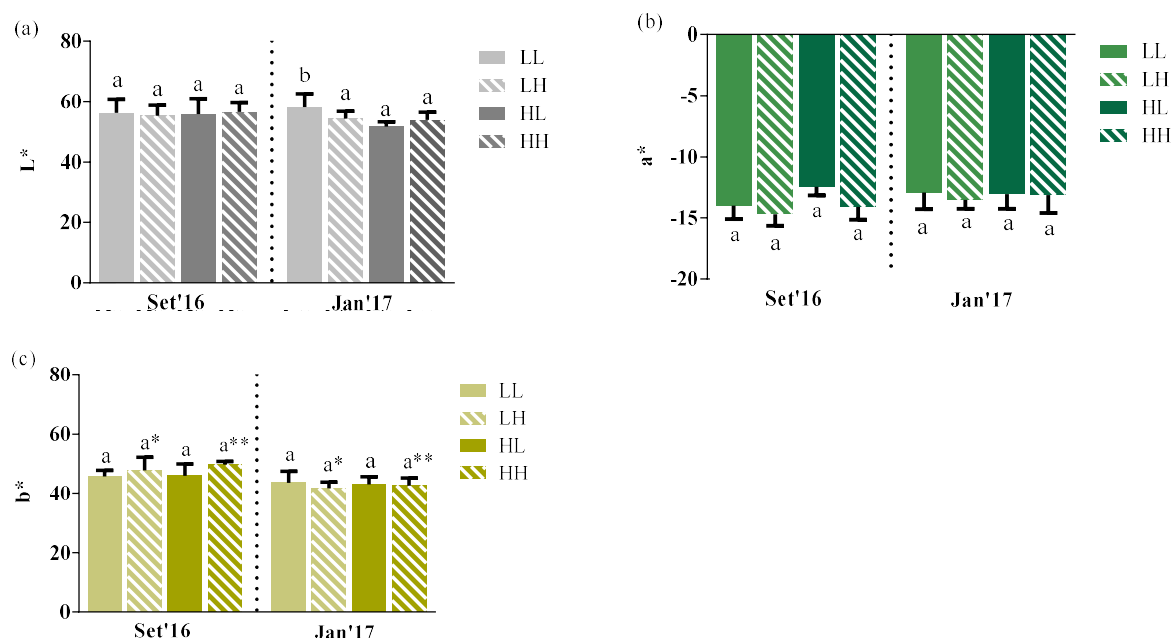 (a)
80
60
40
20
0
L*
a a a a b a a a
Set'16 Jan'17
LL
LH
HL
HH
(b)
0
-5
-10
-15
-20
a*
a a a a a a a a
Set'16 Jan'17
LL
LH
HL
HH
(c)
80
60
40
20
0
b*
a a* a a** a a* a a**
Set'16 Jan'17
LL
LH
HL
HH